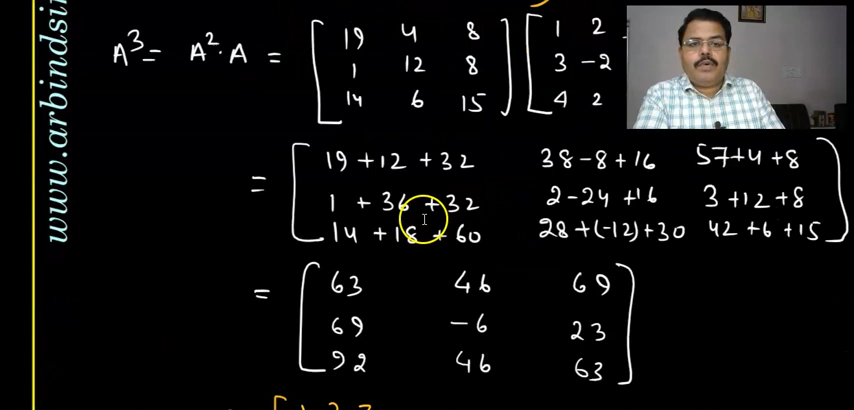 www.arbindsi
A³ = A²·A = [19 4 8] [1 2
1 12 8 3 -2
14 6 15 4 2
= [19 + 12 + 32 38 - 8 + 16 57 + 4 + 8]
1 + 36 + 32 2 - 24 + 16 3 + 12 + 8
14 + 18 + 60 28 + (-12) + 30 42 + 6 + 15
= [63 46 69]
69 -6 23
92 46 63